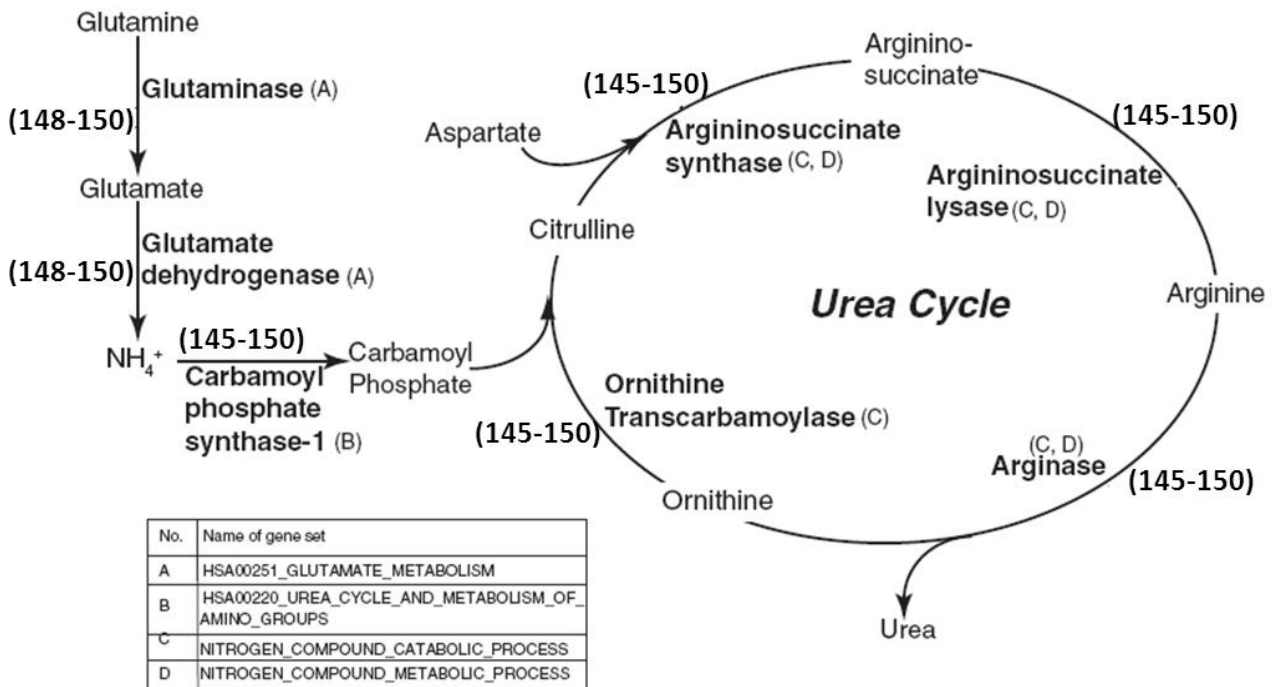 Glutamine
Glutaminase (A)
(148-150)
Glutamate
Glutamate
dehydrogenase (A)
(148-150)
NH₄⁺
(145-150)
Carbamoyl
phosphate
synthase-1 (B)
Carbamoyl
Phosphate
Aspartate
Citrulline
(145-150)
Argininosuccinate
synthase (C, D)
Arginino-
succinate
(145-150)
Argininosuccinate
lysase (C, D)
Arginine
Urea Cycle
Ornithine
Transcarbamoylase (C)
(145-150)
(C, D)
Arginase
(145-150)
Ornithine
Urea
No. Name of gene set
A HSA00251_GLUTAMATE_METABOLISM
B HSA00220_UREA_CYCLE_AND_METABOLISM_OF_
AMINO_GROUPS
C NITROGEN_COMPOUND_CATABOLIC_PROCESS
D NITROGEN_COMPOUND_METABOLIC_PROCESS